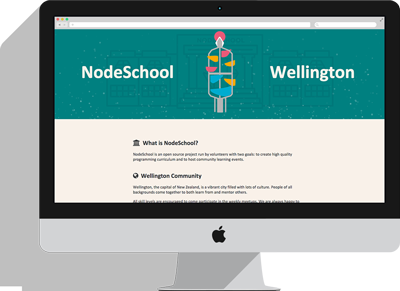 NodeSchool
Wellington
What is NodeSchool?
NodeSchool is an open source project run by volunteers with two goals: to create high quality
programming curriculum and to host community learning events.
Wellington Community
Wellington, the capital of New Zealand, is a vibrant city filled with lots of culture. People of all
backgrounds come together to both learn from and mentor others.
All skill levels are encouraged to come participate in the weekly meetups. We are always